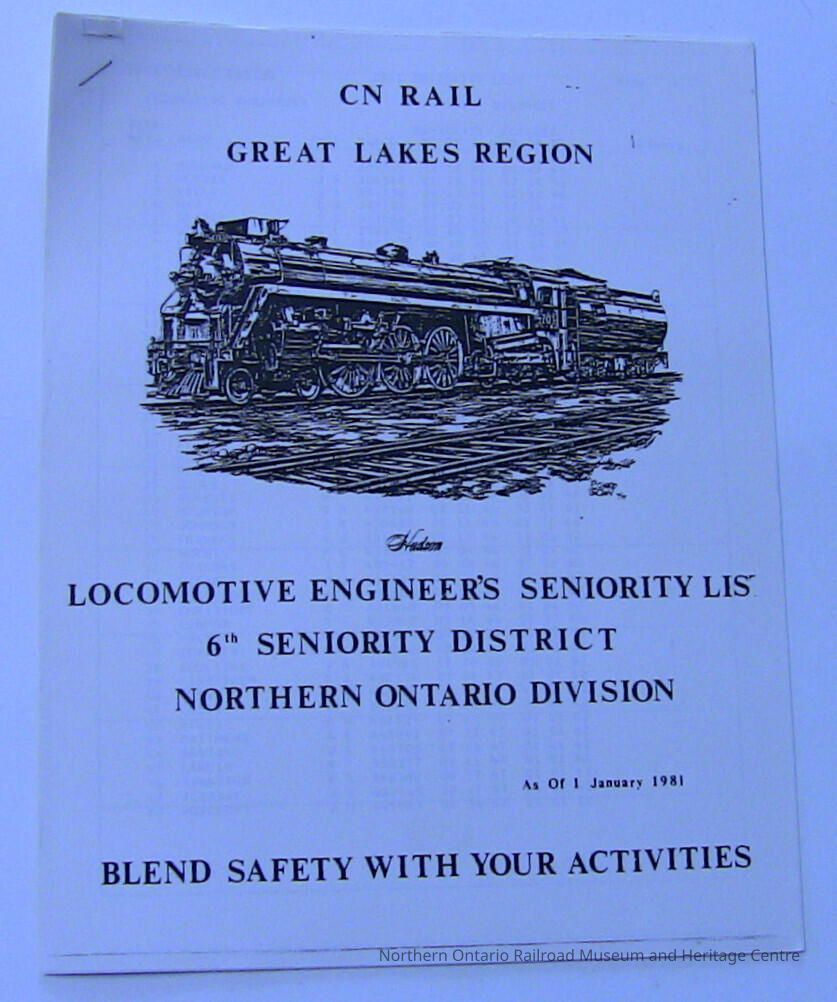 CN RAIL
GREAT LAKES REGION
Hudson
LOCOMOTIVE ENGINEER'S SENIORITY LIS
6th SENIORITY DISTRICT
NORTHERN ONTARIO DIVISION
As Of 1 January 1981
BLEND SAFETY WITH YOUR ACTIVITIES
Northern Ontario Railroad Museum and Heritage Centre